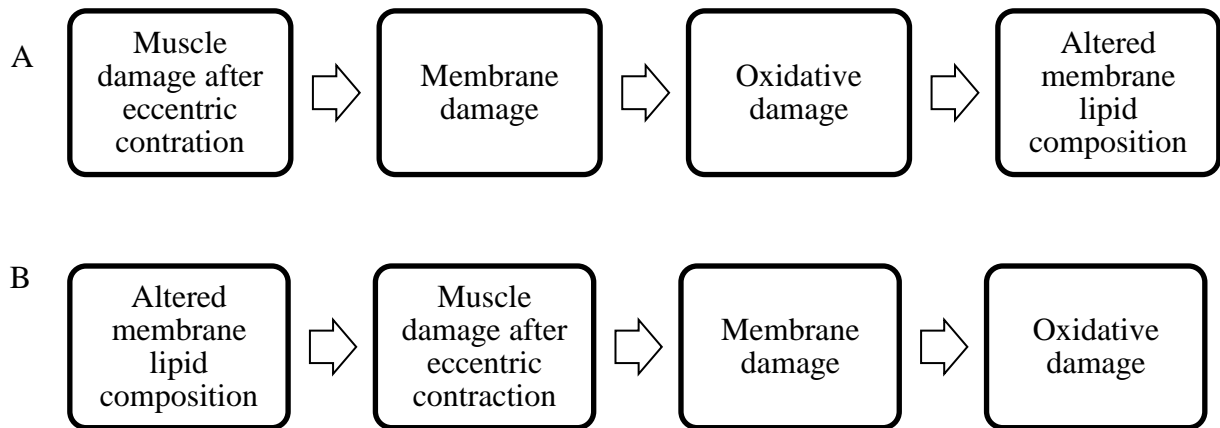 A
Muscle
damage after
eccentric
contration
Membrane
damage
Oxidative
damage
Altered
membrane
lipid
composition
B
Altered
membrane
lipid
composition
Muscle
damage after
eccentric
contraction
Membrane
damage
Oxidative
damage